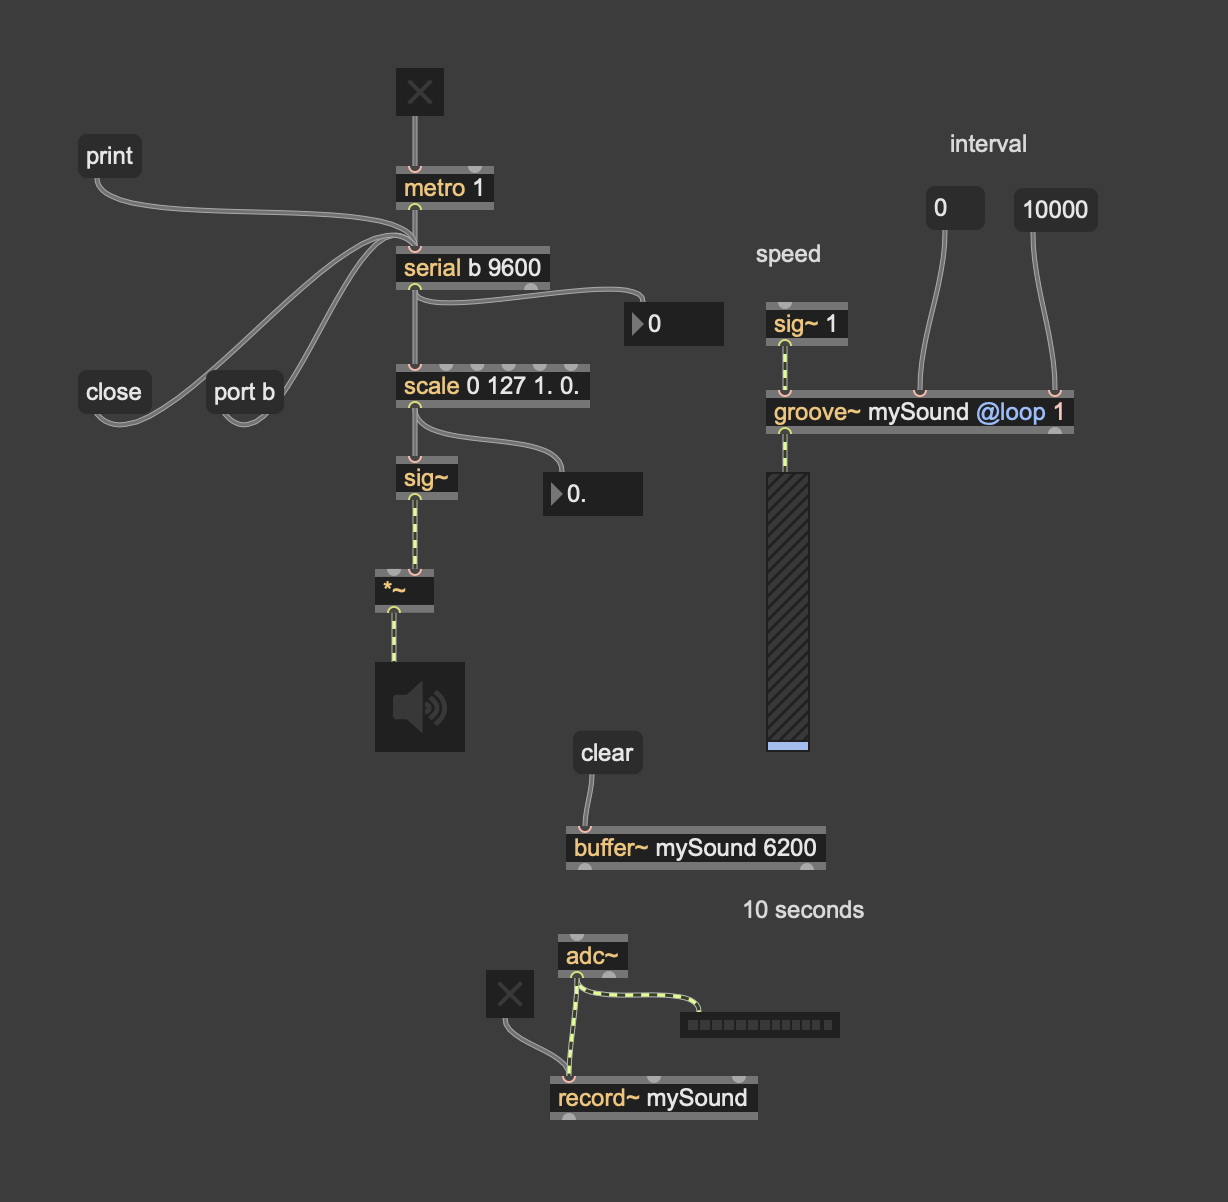 print
metro 1
interval
0
10000
speed
serial b 9600
0
sig~ 1
close
port b
scale 0 127 1. 0.
groove~ mySound @loop 1
sig~
0.
*~
clear
buffer~ mySound 6200
10 seconds
adc~
record~ mySound